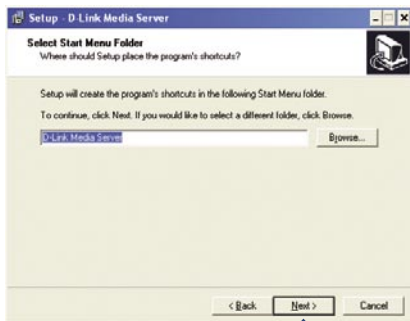 Setup - D-Link Media Server
Select Start Menu Folder
Where should Setup place the program's shortcuts?
Setup will create the program's shortcuts in the following Start Menu folder.
To continue, click Next. If you would like to select a different folder, click Browse.
D-Link Media Server
Browse...
< Back
Next >
Cancel